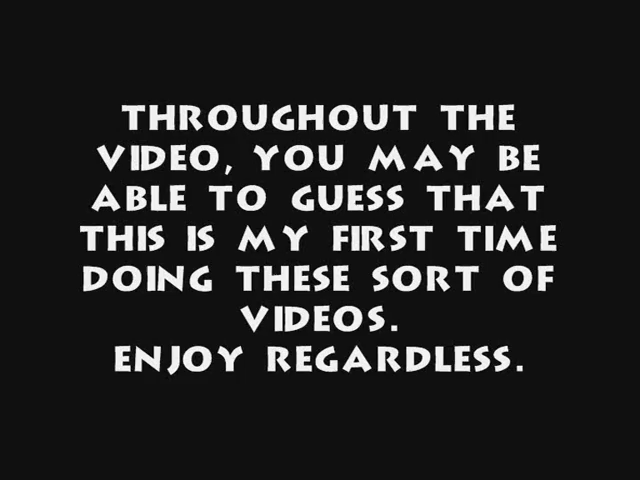 THROUGHOUT THE
VIDEO, YOU MAY BE
ABLE TO GUESS THAT
THIS IS MY FIRST TIME
DOING THESE SORT OF
VIDEOS.
ENJOY REGARDLESS.